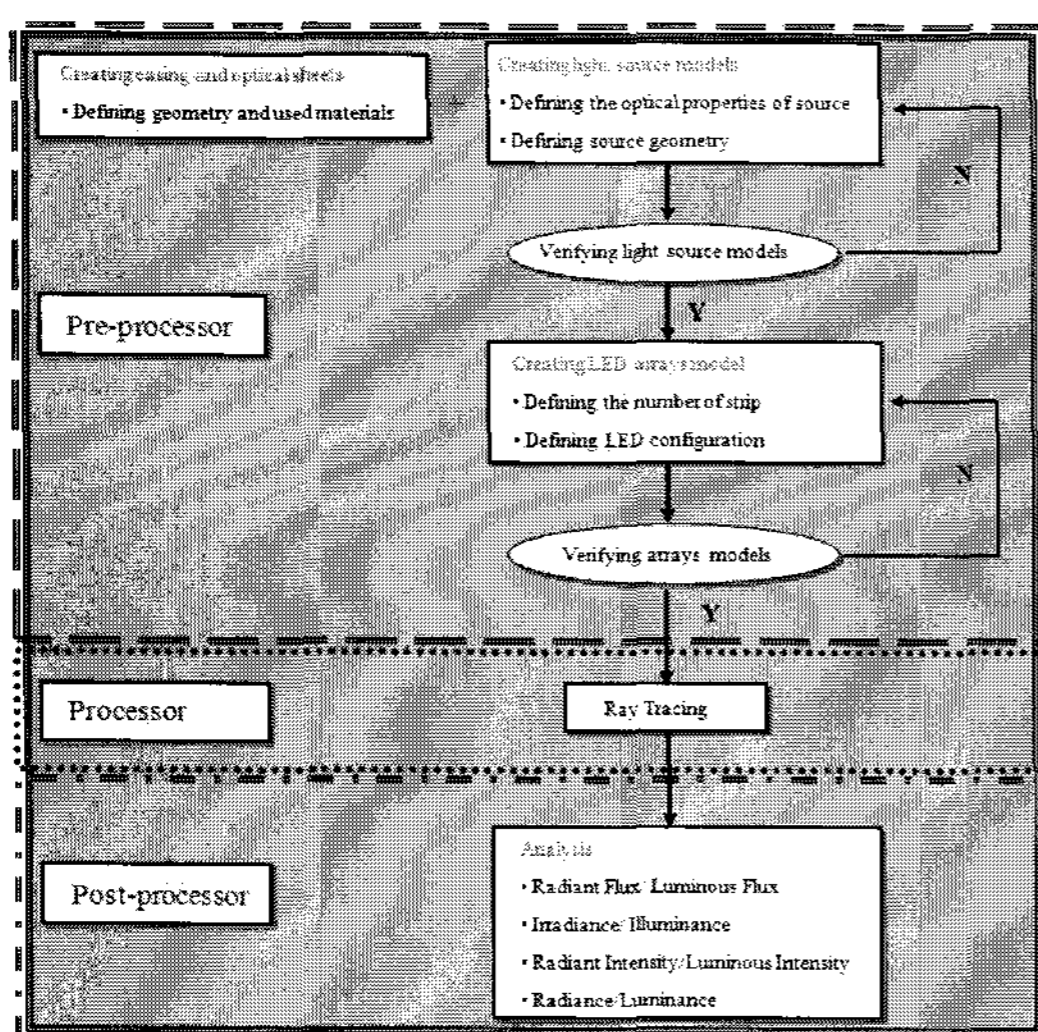 Creating casing and optical sheets
• Defining geometry and used materials
Creating light source models
• Defining the optical properties of source
• Defining source geometry
N
Verifying light source models
Y
Pre-processor
Creating LED arrays model
• Defining the number of strip
• Defining LED configuration
N
Verifying arrays models
Y
Processor
Ray Tracing
Post-processor
Analysis
• Radiant Flux/Luminous Flux
• Irradiance/Illuminance
• Radiant Intensity/Luminous Intensity
• Radiance/Luminance